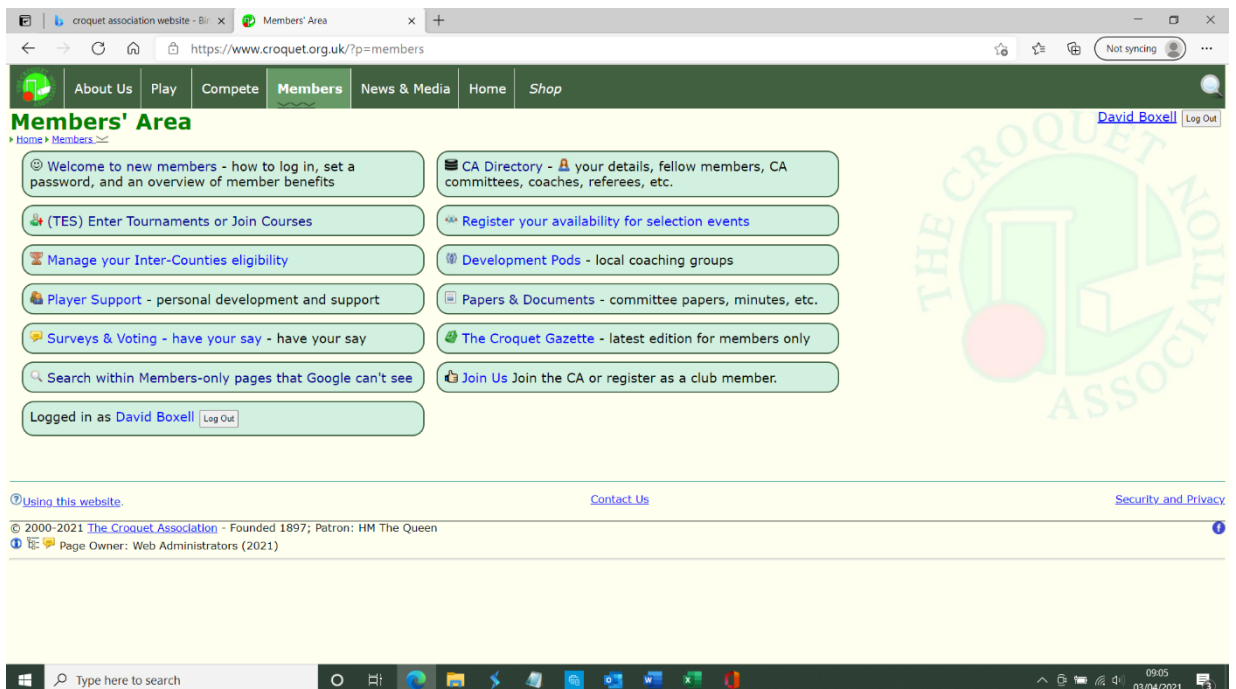 croquet association website - Bin
Members' Area
https://www.croquet.org.uk/?p=members
Not syncing
About Us
Play
Compete
Members
News & Media
Home
Shop
Members' Area
David Boxell Log Out
Home Members
Welcome to new members - how to log in, set a
password, and an overview of member benefits
CA Directory - your details, fellow members, CA
committees, coaches, referees, etc.
(TES) Enter Tournaments or Join Courses
Register your availability for selection events
Manage your Inter-Counties eligibility
Development Pods - local coaching groups
Player Support - personal development and support
Papers & Documents - committee papers, minutes, etc.
Surveys & Voting - have your say - have your say
The Croquet Gazette - latest edition for members only
Search within Members-only pages that Google can't see
Join Us Join the CA or register as a club member.
Logged in as David Boxell Log Out
THE CROQUET ASSOCIATION
Using this website.
Contact Us
Security and Privacy
© 2000-2021 The Croquet Association - Founded 1897; Patron: HM The Queen
Page Owner: Web Administrators (2021)
Type here to search
09:05
03/04/2021